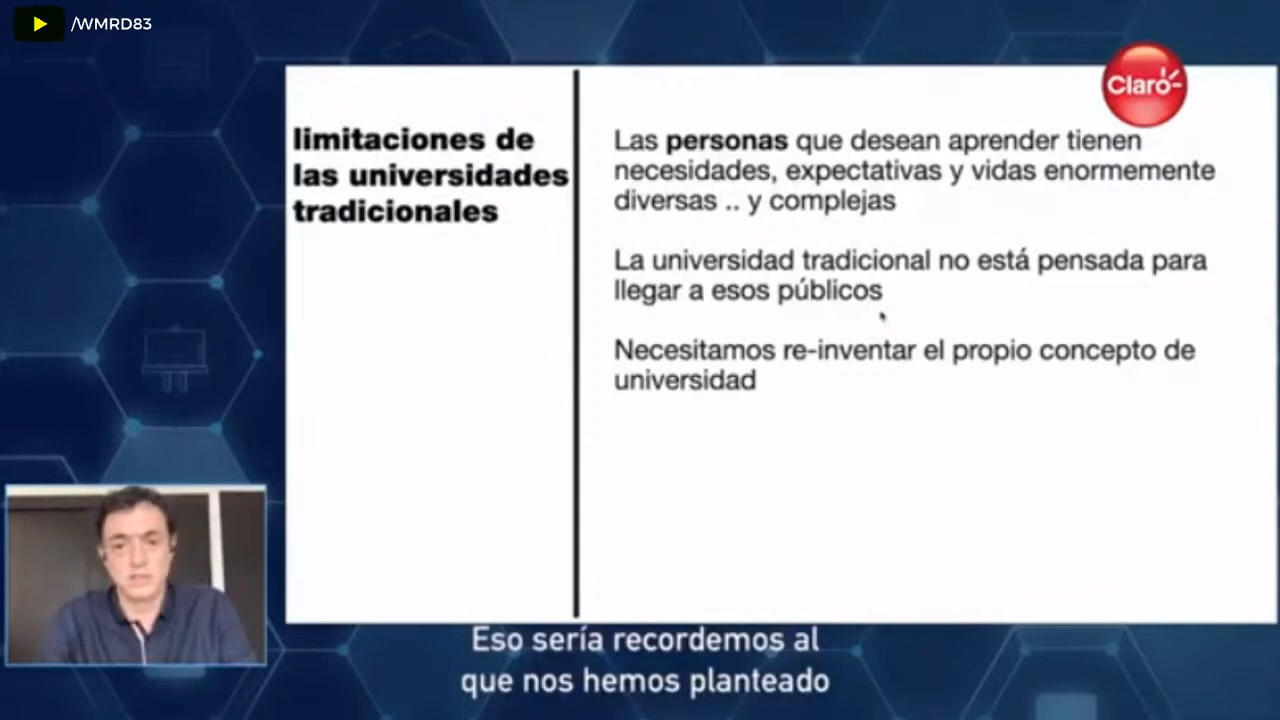 /WMRD83
Claro
limitaciones de
las universidades
tradicionales
Las personas que desean aprender tienen
necesidades, expectativas y vidas enormemente
diversas .. y complejas
La universidad tradicional no está pensada para
llegar a esos públicos
Necesitamos re-inventar el propio concepto de
universidad
Eso sería recordemos al
que nos hemos planteado